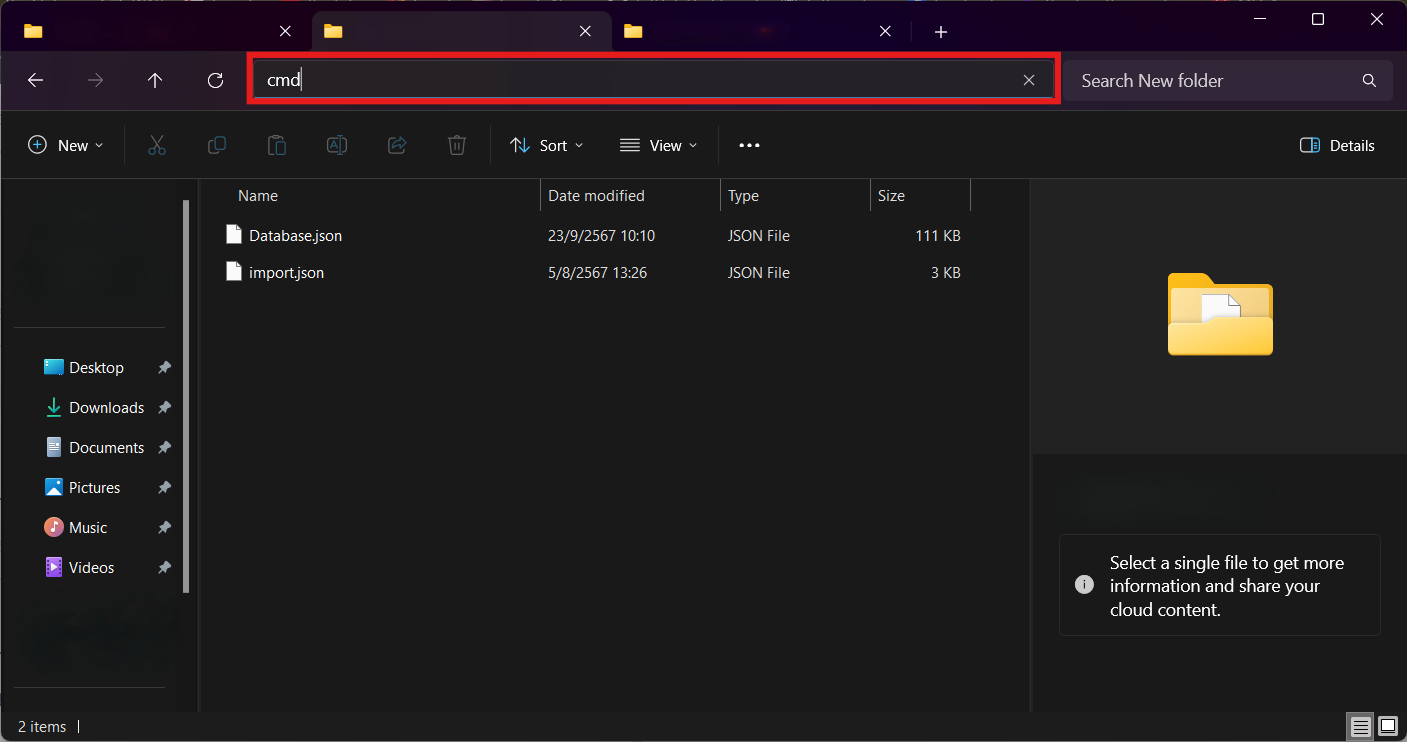 cmd
Search New folder
New
Sort
View
Details
Name Date modified Type Size
Database.json 23/9/2567 10:10 JSON File 111 KB
import.json 5/8/2567 13:26 JSON File 3 KB
Desktop
Downloads
Documents
Pictures
Music
Videos
Select a single file to get more
information and share your
cloud content.
2 items